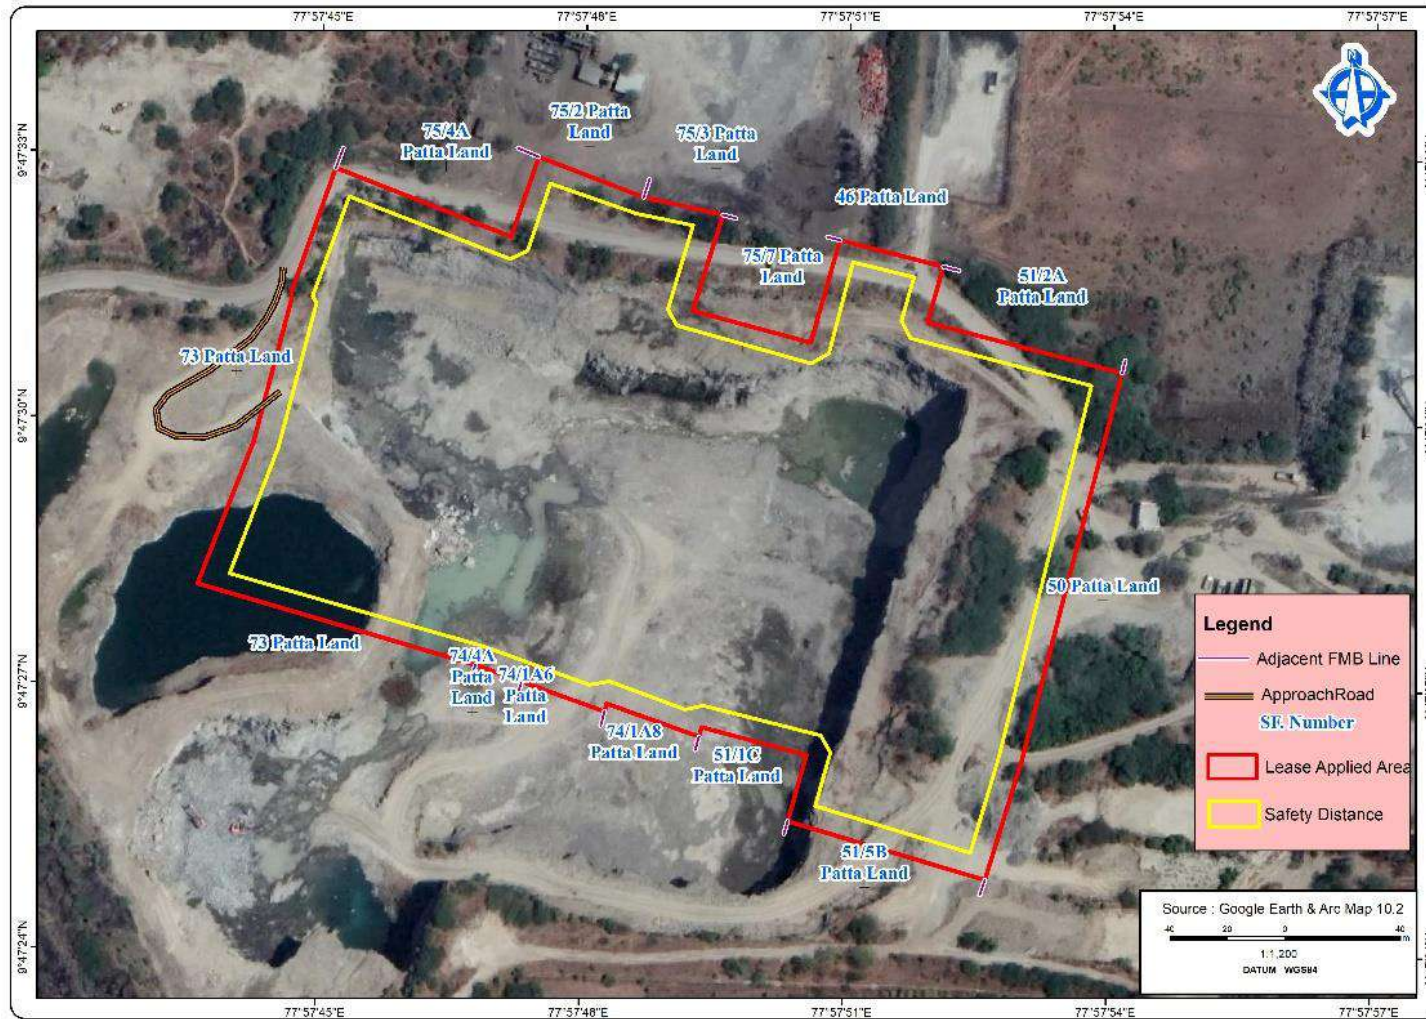 77°57'45"E 77°57'48"E 77°57'51"E 77°57'54"E 77°57'57"E
N
9°47'33"N
75/4A
Patta Land
75/2 Patta
Land
75/3 Patta
Land
46 Patta Land
75/7 Patta
Land
51/2A
Patta Land
73 Patta Land
9°47'30"N
50 Patta Land
73 Patta Land
9°47'27"N
74/4A
Patta
Land
74/1A6
Patta
Land
74/1A8
Patta Land
51/1C
Patta Land
51/5B
Patta Land
Legend
Adjacent FMB Line
ApproachRoad
SF. Number
Lease Applied Area
Safety Distance
9°47'24"N
Source : Google Earth & Arc Map 10.2
40 20 0 40
m
1:1,200
DATUM WGS84
77°57'45"E 77°57'48"E 77°57'51"E 77°57'54"E 77°57'57"E